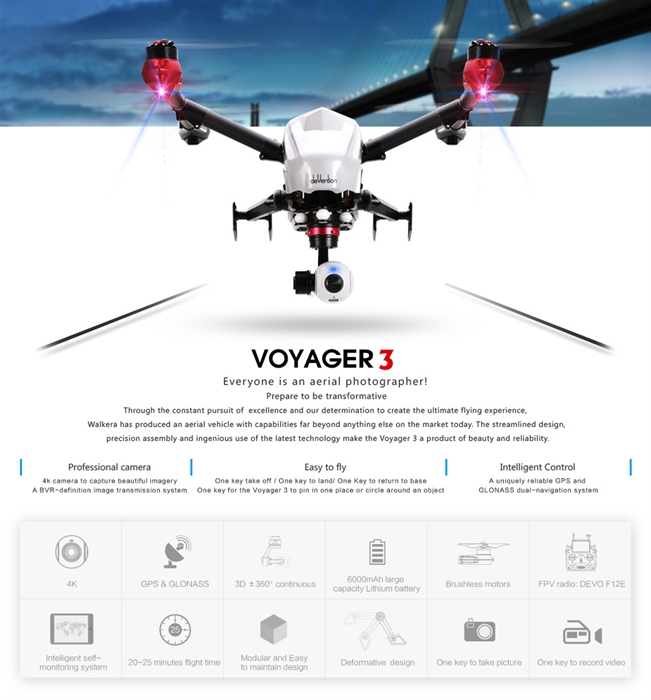 devention
VOYAGER 3
Everyone is an aerial photographer!
Prepare to be transformative
Through the constant pursuit of excellence and our determination to create the ultimate flying experience,
Walkera has produced an aerial vehicle with capabilities far beyond anything else on the market today. The streamlined design,
precision assembly and ingenious use of the latest technology make the Voyager 3 a product of beauty and reliability.
Professional camera
4k camera to capture beautiful imagery
A BVR-definition image transmission system
Easy to fly
One key take off / One key to land/ One Key to return to base
One key for the Voyager 3 to pin in one place or circle around an object
Intelligent Control
A uniquely reliable GPS and
GLONASS dual-navigation system
4K
GPS & GLONASS
3D ±360° continuous
6000mAh large
capacity Lithium battery
Brushless motors
FPV radio: DEVO F12E
Intelligent self-
monitoring system
25
20-25 minutes flight time
Modular and Easy
to maintain design
Deformative design
One key to take picture
One key to record video